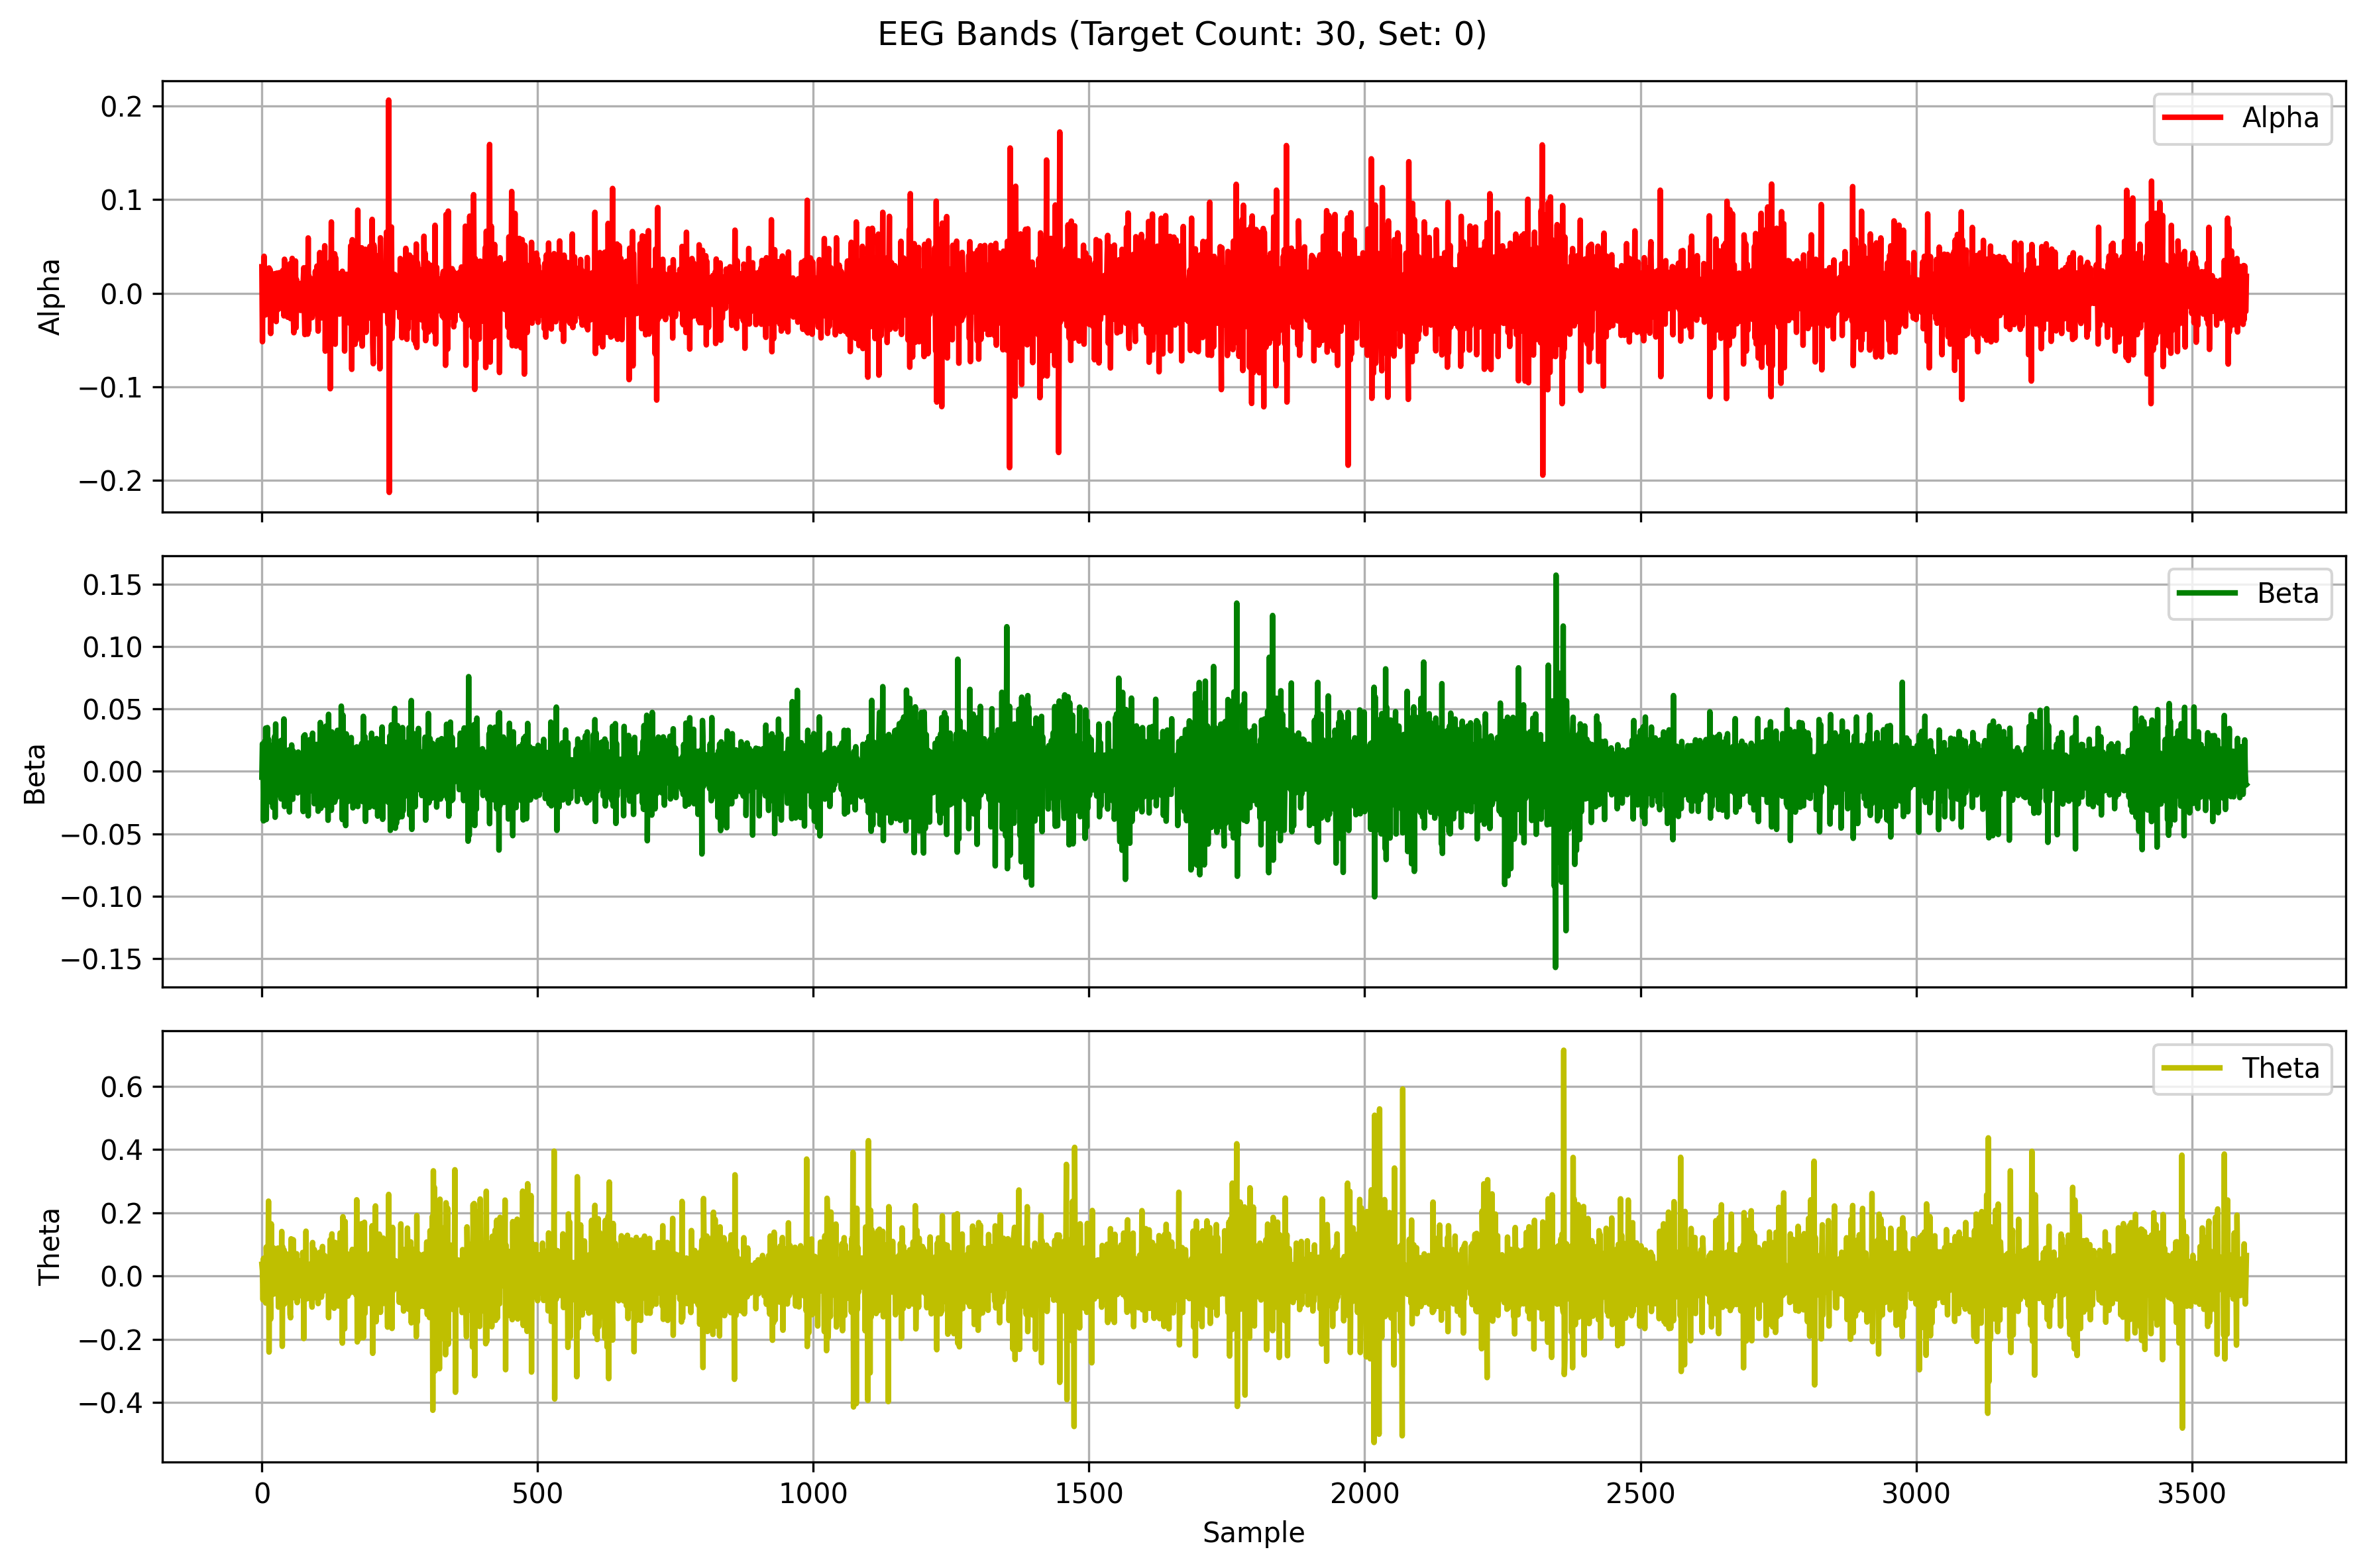 EEG Bands (Target Count: 30, Set: 0)
0.2
0.1
0.0
−0.1
−0.2
Alpha
Alpha
0.15
0.10
0.05
0.00
−0.05
−0.10
−0.15
Beta
Beta
0.6
0.4
0.2
0.0
−0.2
−0.4
Theta
Theta
0 500 1000 1500 2000 2500 3000 3500
Sample